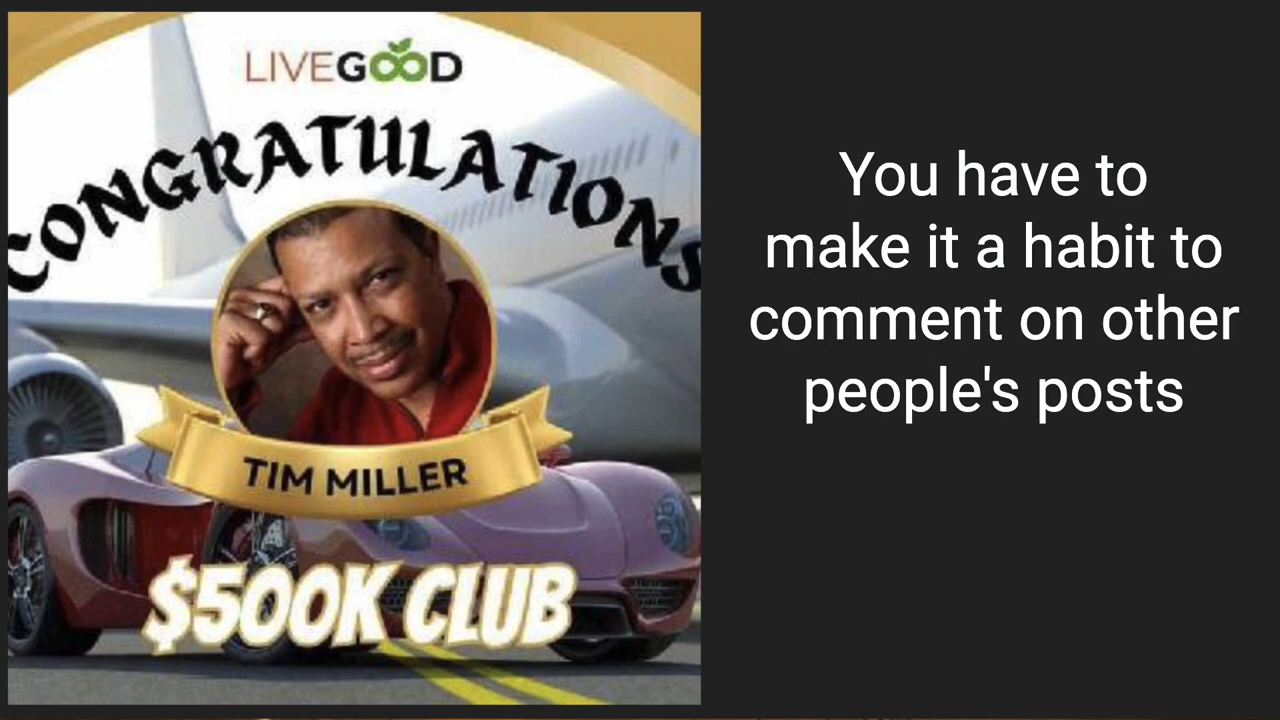 LIVEGOOD
CONGRATULATIONS
TIM MILLER
$500K CLUB
You have to
make it a habit to
comment on other
people's posts